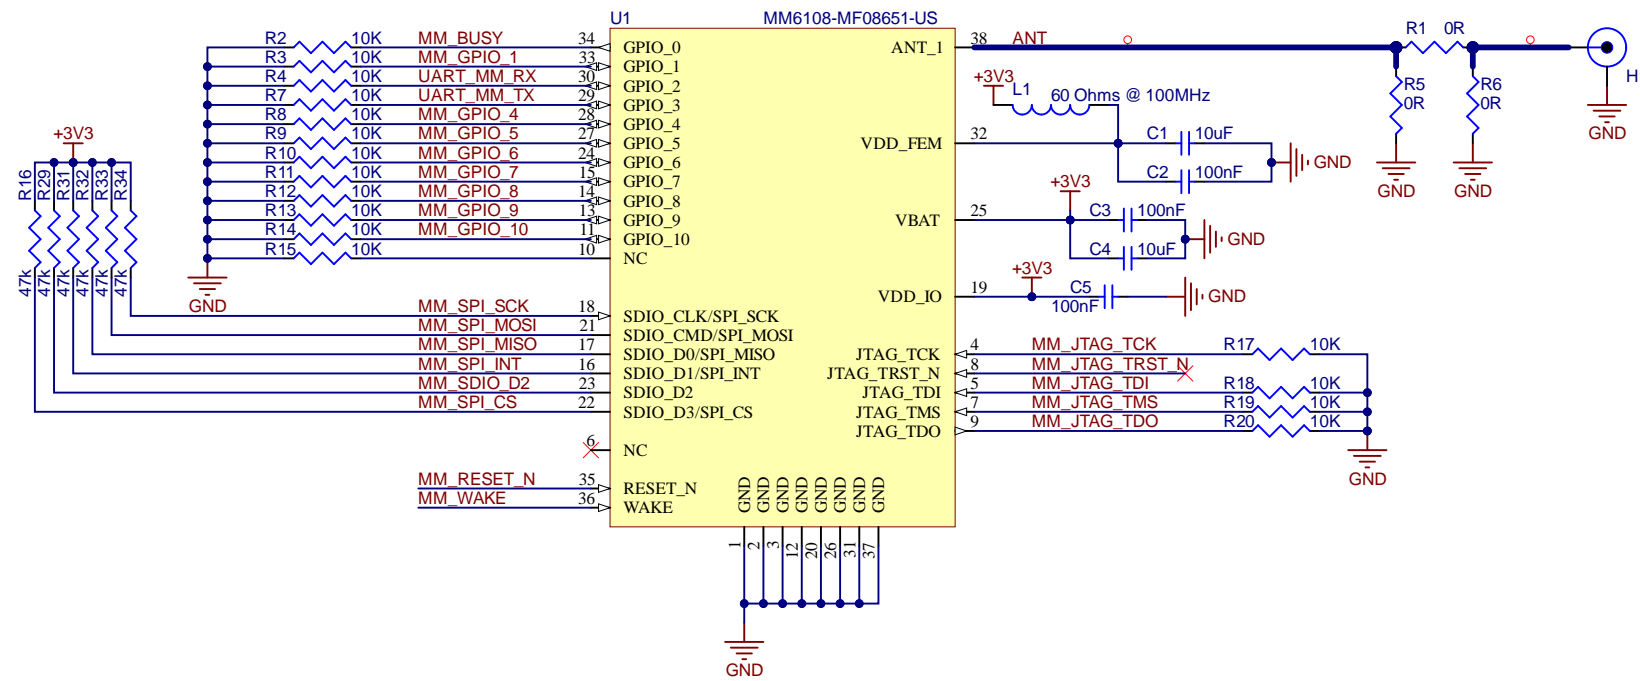 U1 MM6108-MF08651-US
R2 10K MM_BUSY 34 GPIO_0
R3 10K MM_GPIO_1 33 GPIO_1
R4 10K UART_MM_RX 30 GPIO_2
R7 10K UART_MM_TX 29 GPIO_3
R8 10K MM_GPIO_4 28 GPIO_4
R9 10K MM_GPIO_5 27 GPIO_5
R10 10K MM_GPIO_6 24 GPIO_6
R11 10K MM_GPIO_7 15 GPIO_7
R12 10K MM_GPIO_8 14 GPIO_8
R13 10K MM_GPIO_9 13 GPIO_9
R14 10K MM_GPIO_10 11 GPIO_10
R15 10K 10 NC
GND
+3V3
R16 R29 R31 R32 R33 R34
47k 47k 47k 47k 47k 47k
MM_SPI_SCK 18 SDIO_CLK/SPI_SCK
MM_SPI_MOSI 21 SDIO_CMD/SPI_MOSI
MM_SPI_MISO 17 SDIO_D0/SPI_MISO
MM_SPI_INT 16 SDIO_D1/SPI_INT
MM_SDIO_D2 23 SDIO_D2
MM_SPI_CS 22 SDIO_D3/SPI_CS
6 NC
MM_RESET_N 35 RESET_N
MM_WAKE 36 WAKE
GND GND GND GND GND GND GND GND
1 2 3 12 20 26 31 37
GND
ANT_1 38 ANT R1 0R
R5 0R
R6 0R
H
GND
GND GND
+3V3
L1 60 Ohms @ 100MHz
VDD_FEM 32 C1 10uF
GND
C2 100nF
+3V3
VBAT 25 C3 100nF
GND
C4 10uF
+3V3
VDD_IO 19 C5 100nF GND
JTAG_TCK 4 MM_JTAG_TCK R17 10K
JTAG_TRST_N 8 MM_JTAG_TRST_N
JTAG_TDI 5 MM_JTAG_TDI R18 10K
JTAG_TMS 7 MM_JTAG_TMS R19 10K
JTAG_TDO 9 MM_JTAG_TDO R20 10K
GND